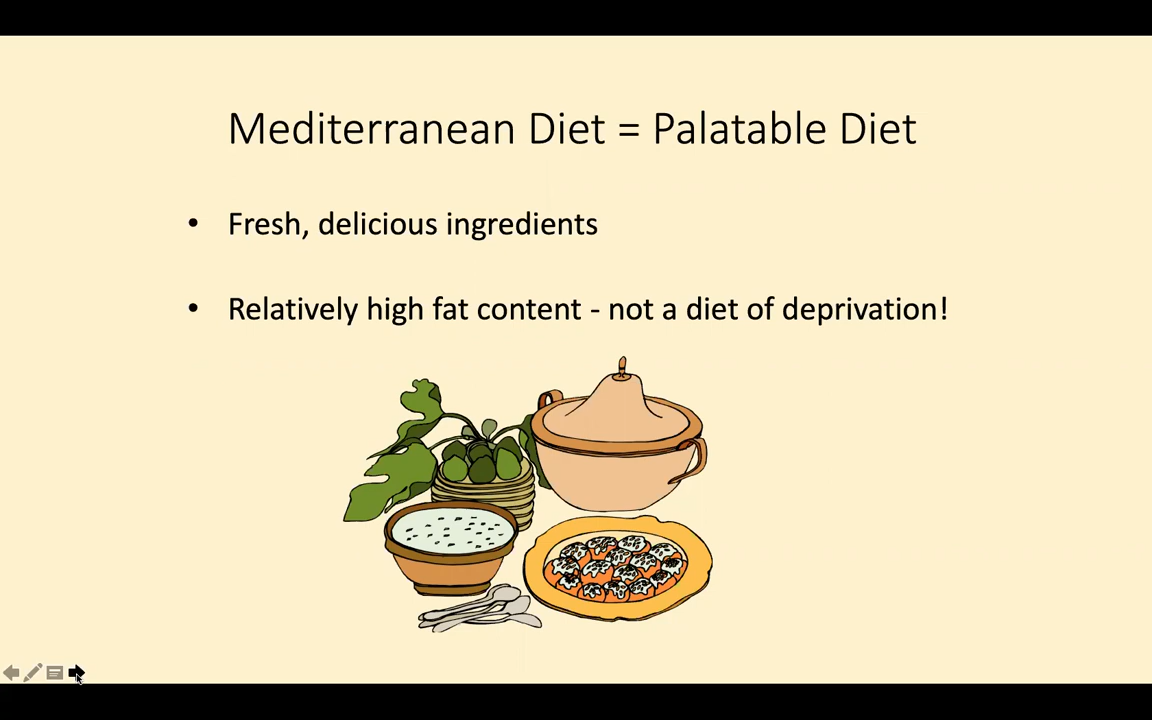 Mediterranean Diet = Palatable Diet
• Fresh, delicious ingredients
• Relatively high fat content - not a diet of deprivation!